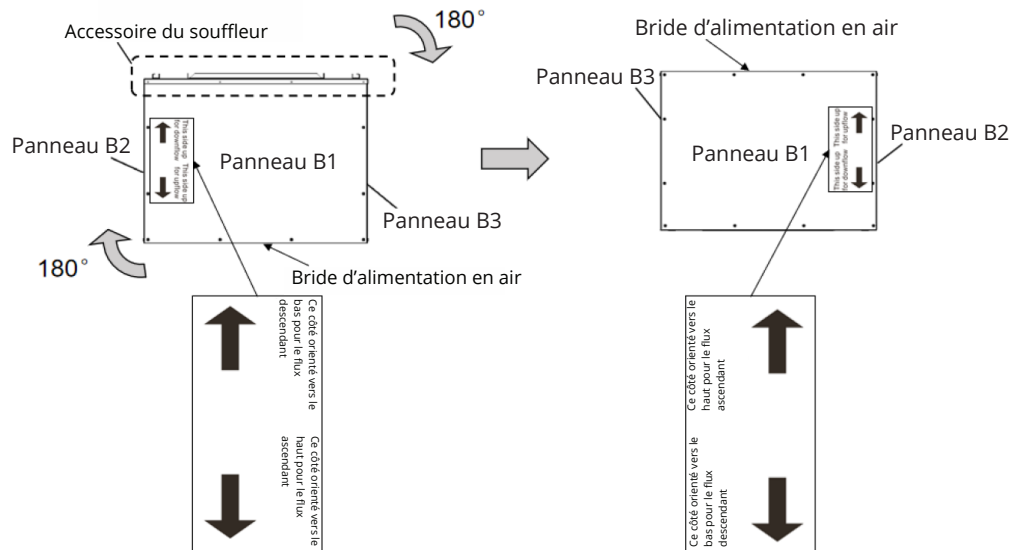 Accessoire du souffleur
180°
Panneau B2
This side up
for downflow
This side up
for upflow
Panneau B1
Panneau B3
180°
Bride d’alimentation en air
Ce côté orienté vers le
bas pour le flux
descendant
Ce côté orienté vers le
haut pour le flux
ascendant
Bride d’alimentation en air
Panneau B3
Panneau B1
This side up
for upflow
This side up
for downflow
Panneau B2
Ce côté orienté vers le
haut pour le flux
ascendant
Ce côté orienté vers le
bas pour le flux
descendant